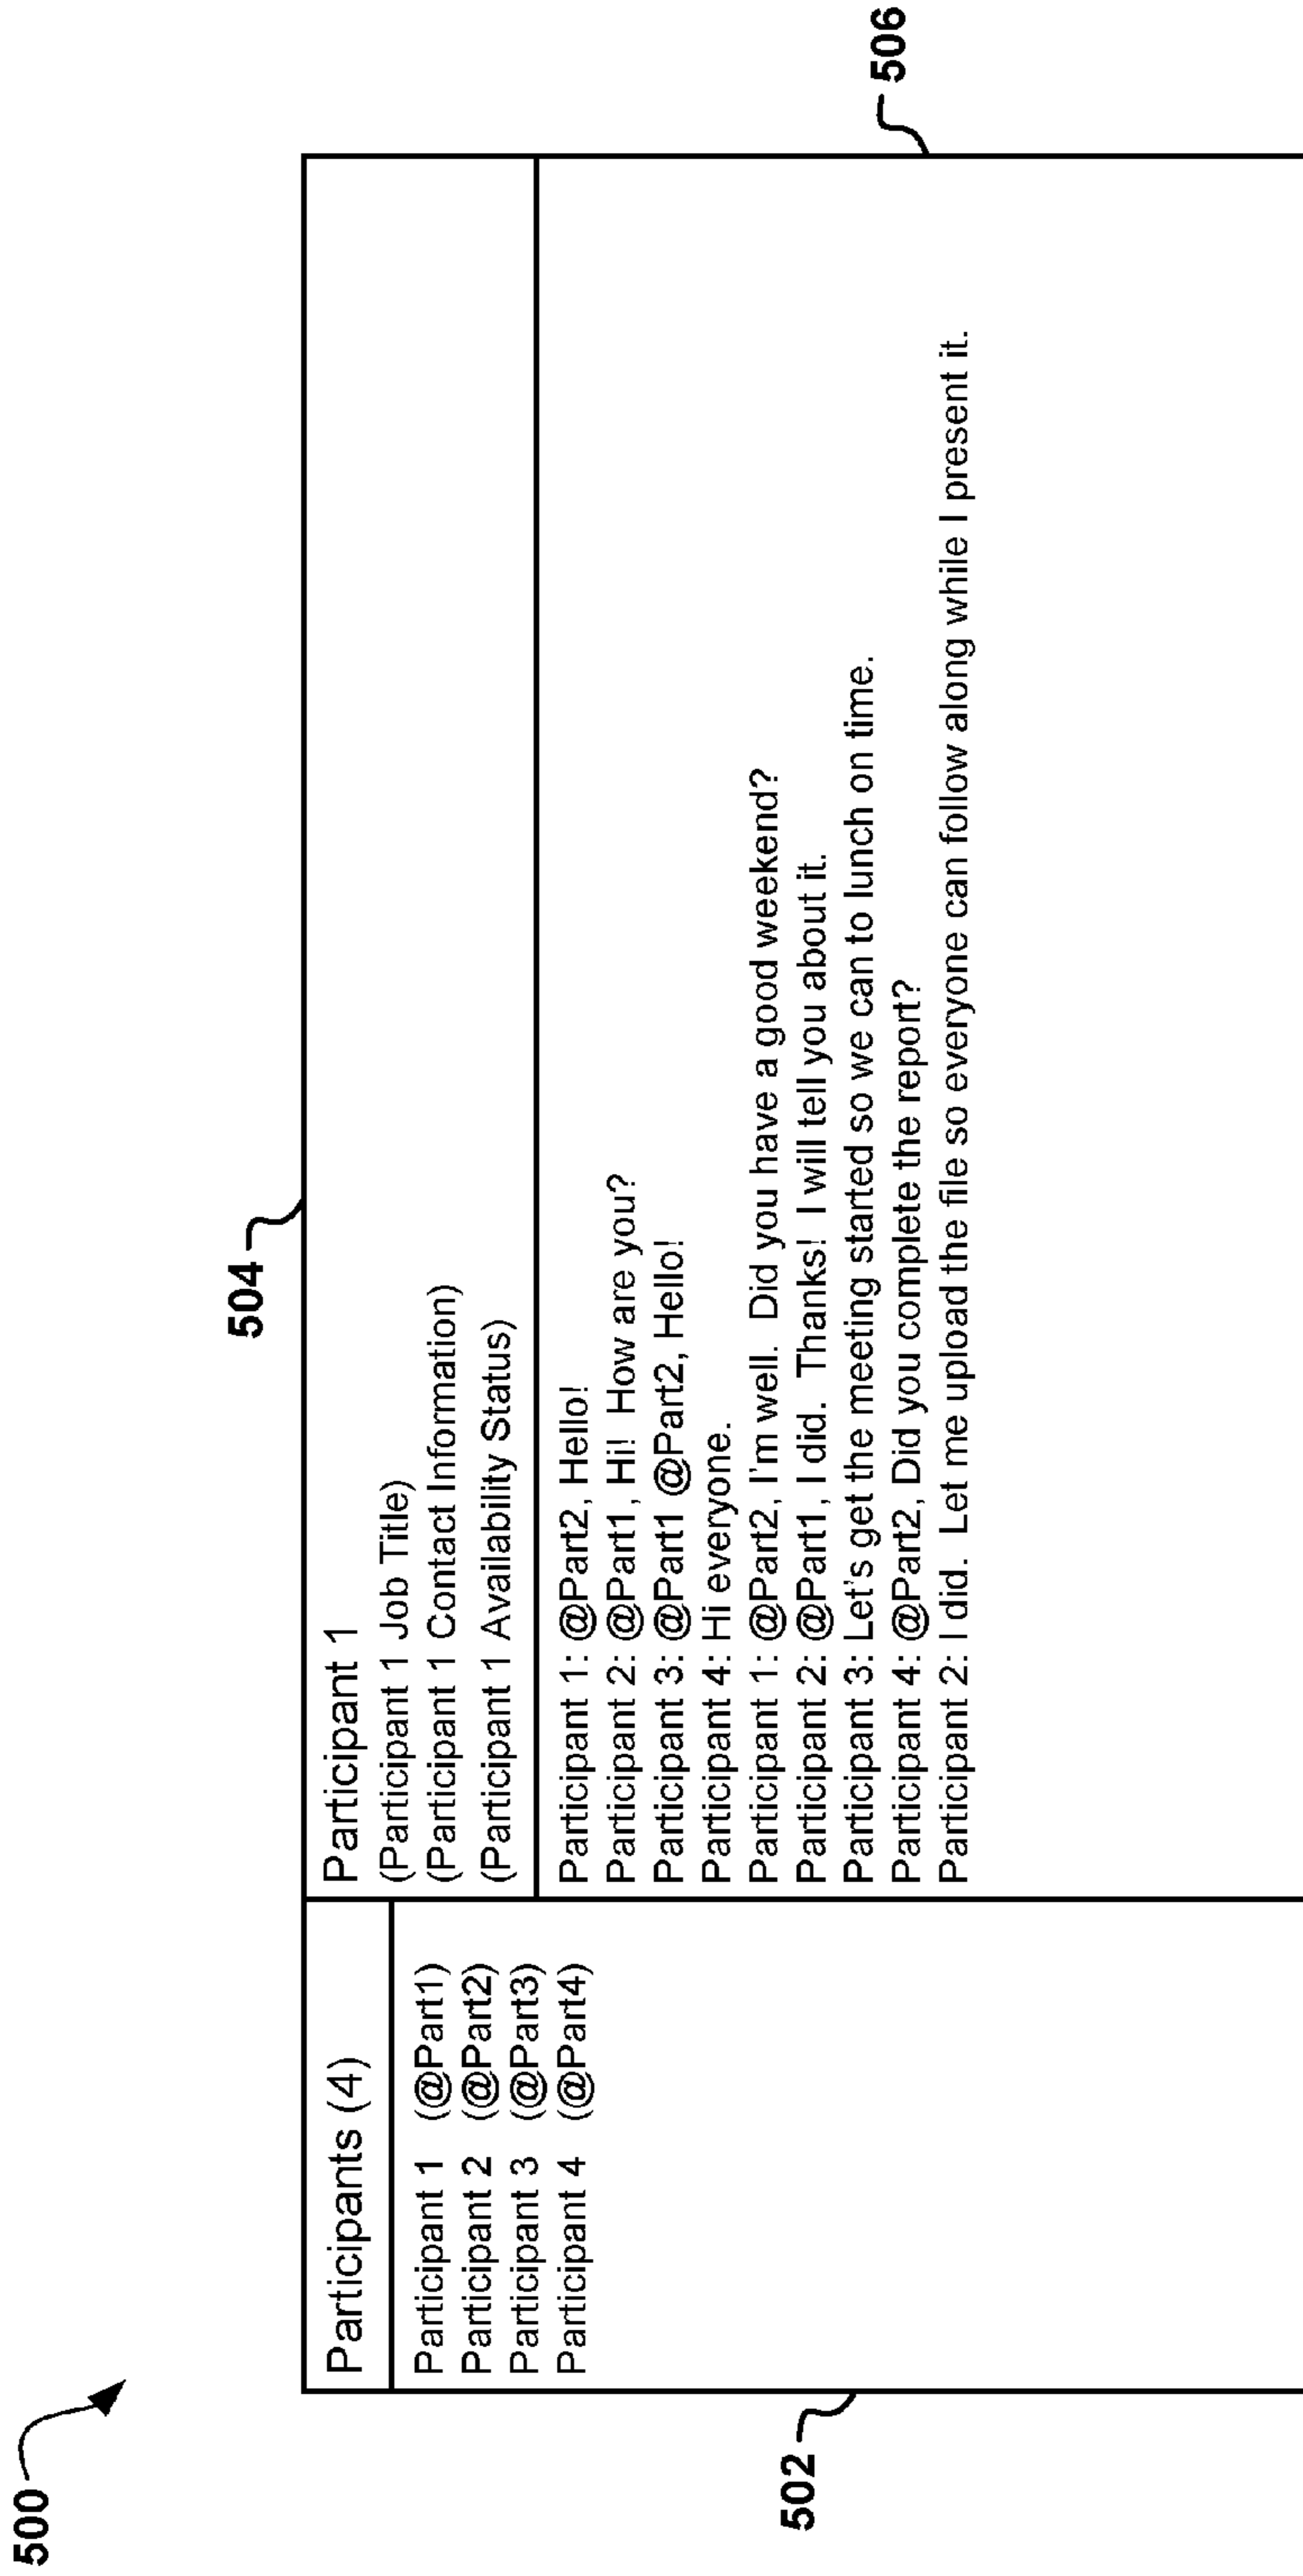 500
504
506
502
Participants (4)
Participant 1 (@Part1)
Participant 2 (@Part2)
Participant 3 (@Part3)
Participant 4 (@Part4)
Participant 1
(Participant 1 Job Title)
(Participant 1 Contact Information)
(Participant 1 Availability Status)
Participant 1: @Part2, Hello!
Participant 2: @Part1, Hi! How are you?
Participant 3: @Part1 @Part2, Hello!
Participant 4: Hi everyone.
Participant 1: @Part2, I'm well. Did you have a good weekend?
Participant 2: @Part1, I did. Thanks! I will tell you about it.
Participant 3: Let's get the meeting started so we can to lunch on time.
Participant 4: @Part2, Did you complete the report?
Participant 2: I did. Let me upload the file so everyone can follow along while I present it.